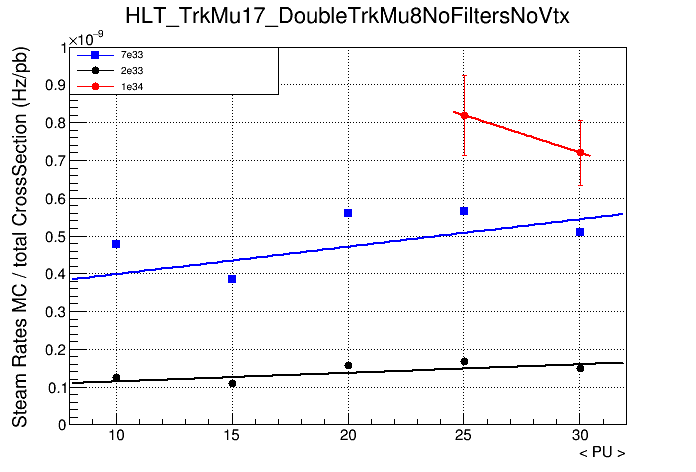 HLT_TrkMu17_DoubleTrkMu8NoFiltersNoVtx
×10⁻⁹
7e33
2e33
1e34
Steam Rates MC / total CrossSection (Hz/pb)
1
0.9
0.8
0.7
0.6
0.5
0.4
0.3
0.2
0.1
0
10 15 20 25 30
< PU >